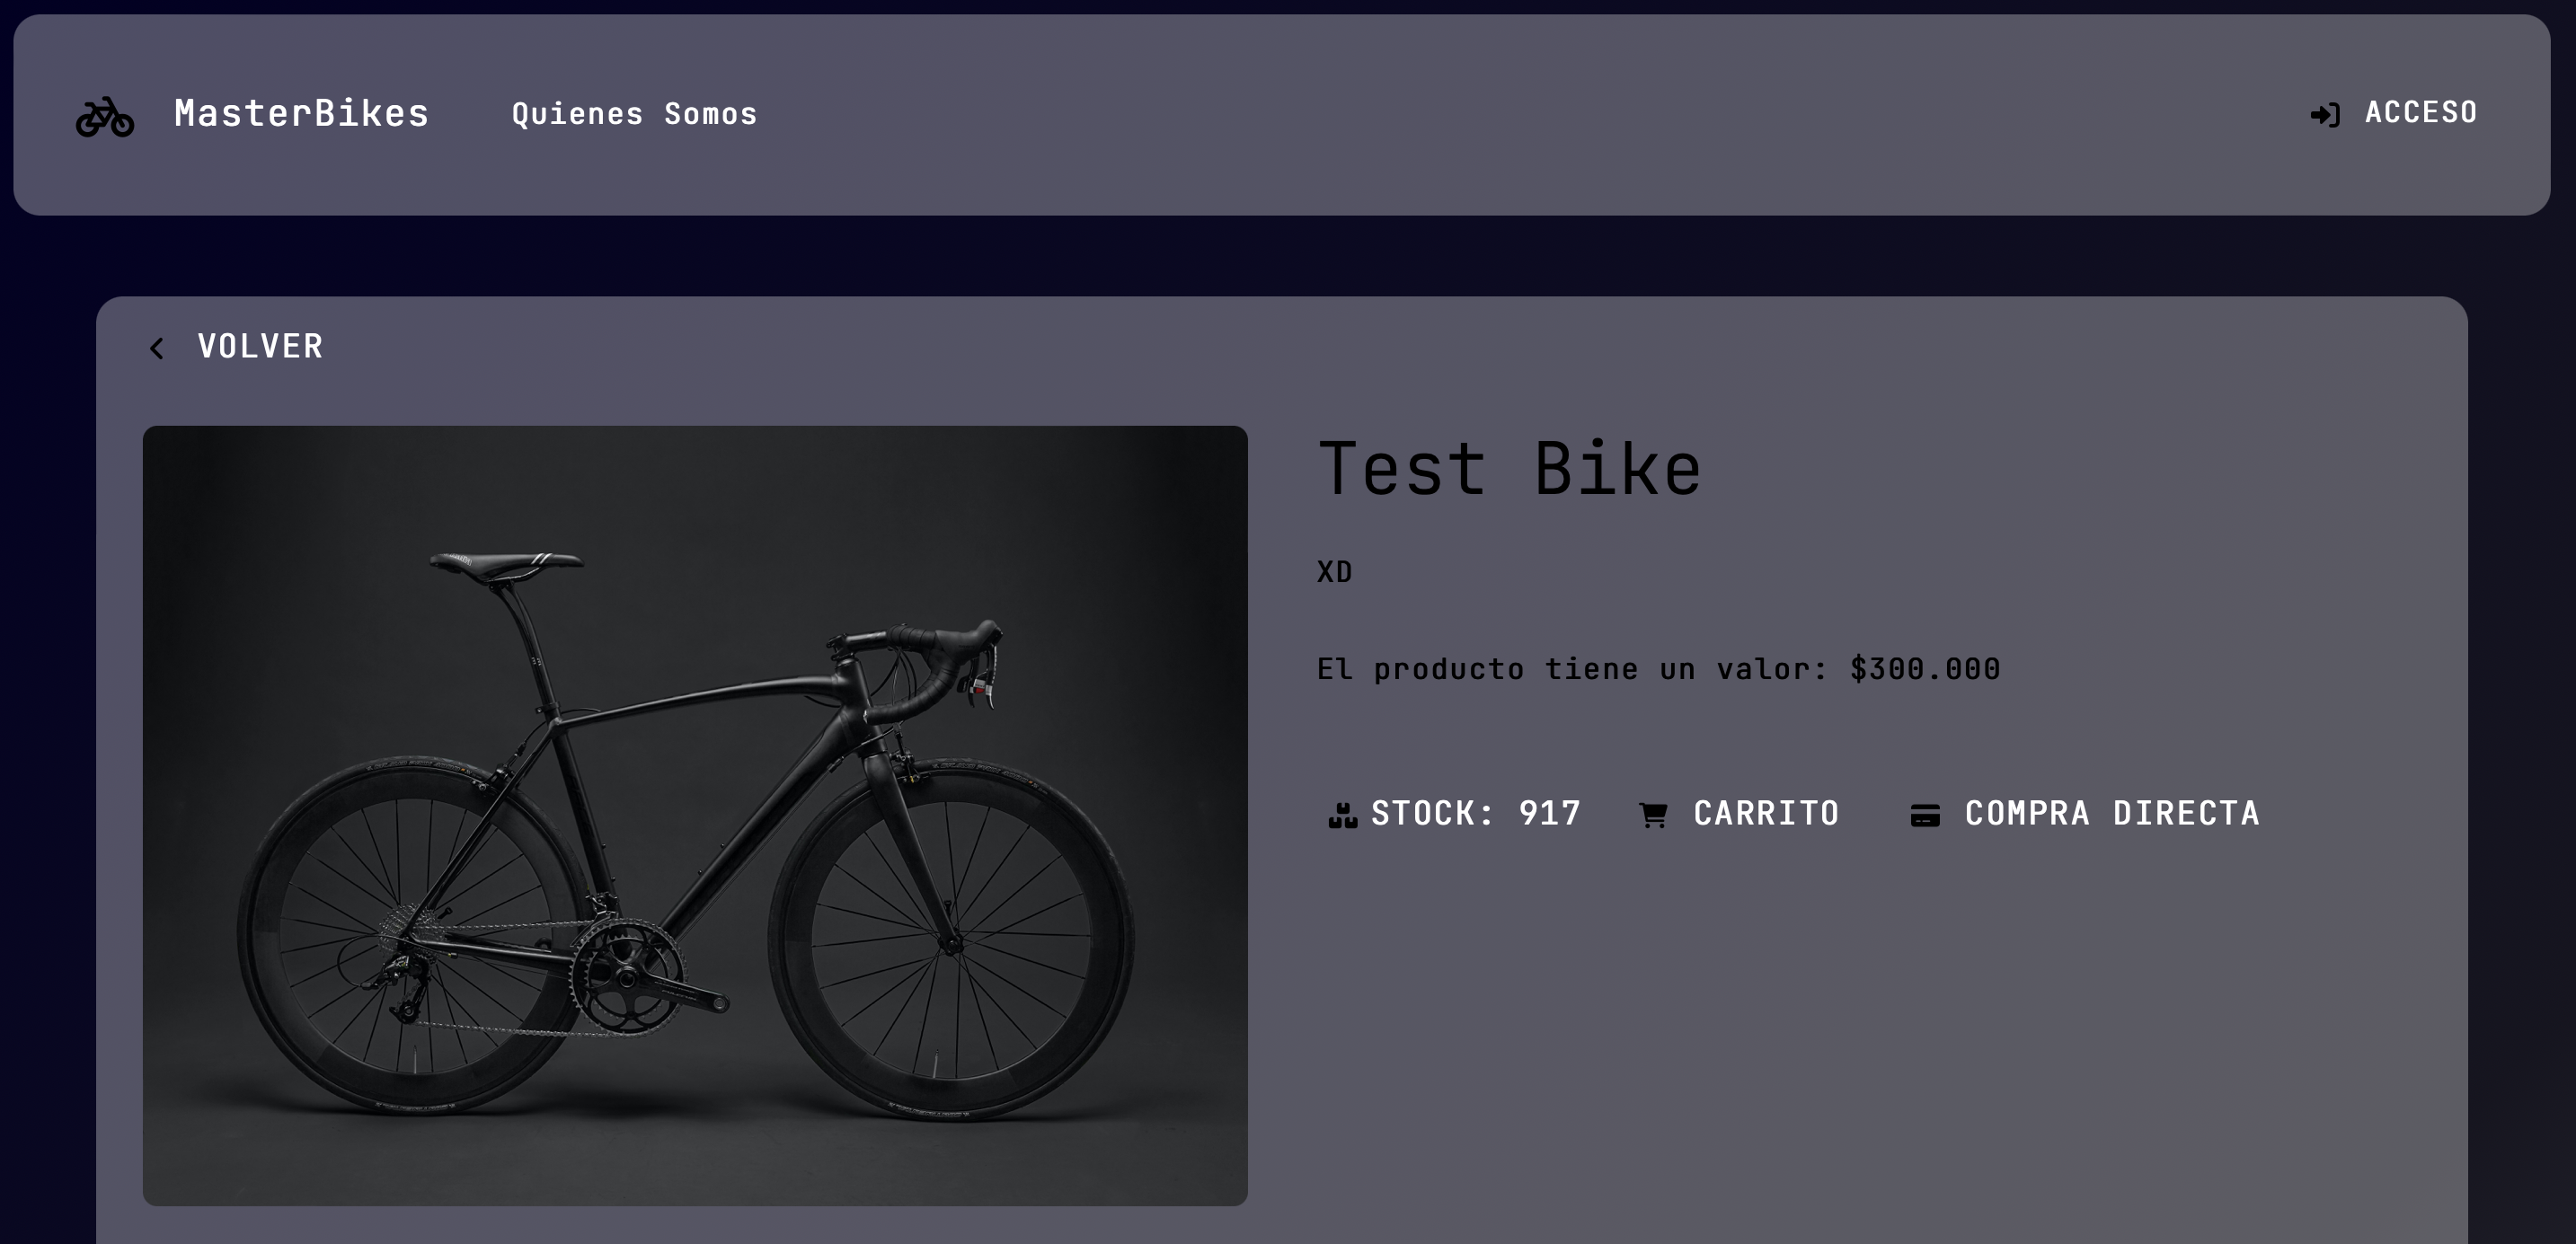 MasterBikes
Quienes Somos
ACCESO
VOLVER
Test Bike
XD
El producto tiene un valor: $300.000
STOCK: 917
CARRITO
COMPRA DIRECTA